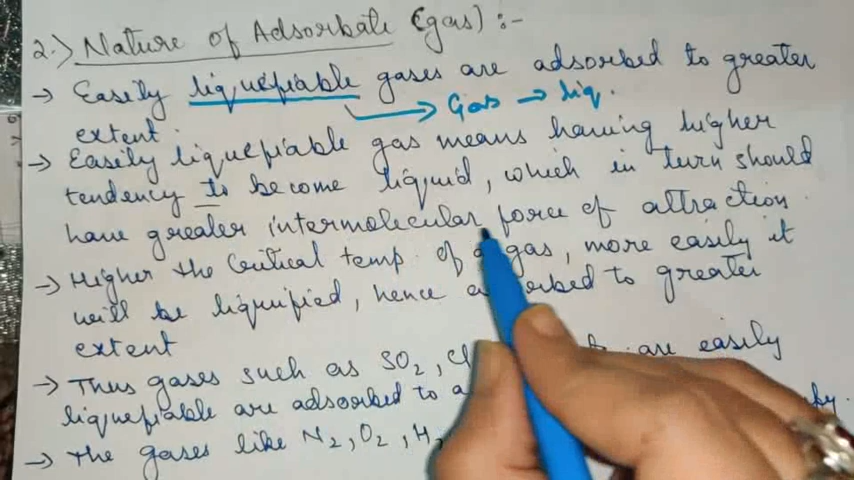 2.) Nature of Adsorbate (gas) :-
→ Easily liquefiable gases are adsorbed to greater
extent.
Gas → liq.
→ Easily liquefiable gas means having higher
tendency to become liquid, which in turn should
have greater intermolecular force of attraction.
→ Higher the Critical temp. of a gas, more easily it
will be liquified, hence adsorbed to greater
extent
→ Thus gases such as SO2, are easily
liquefiable are adsorbed to a
→ The gases like N2, O2, H2